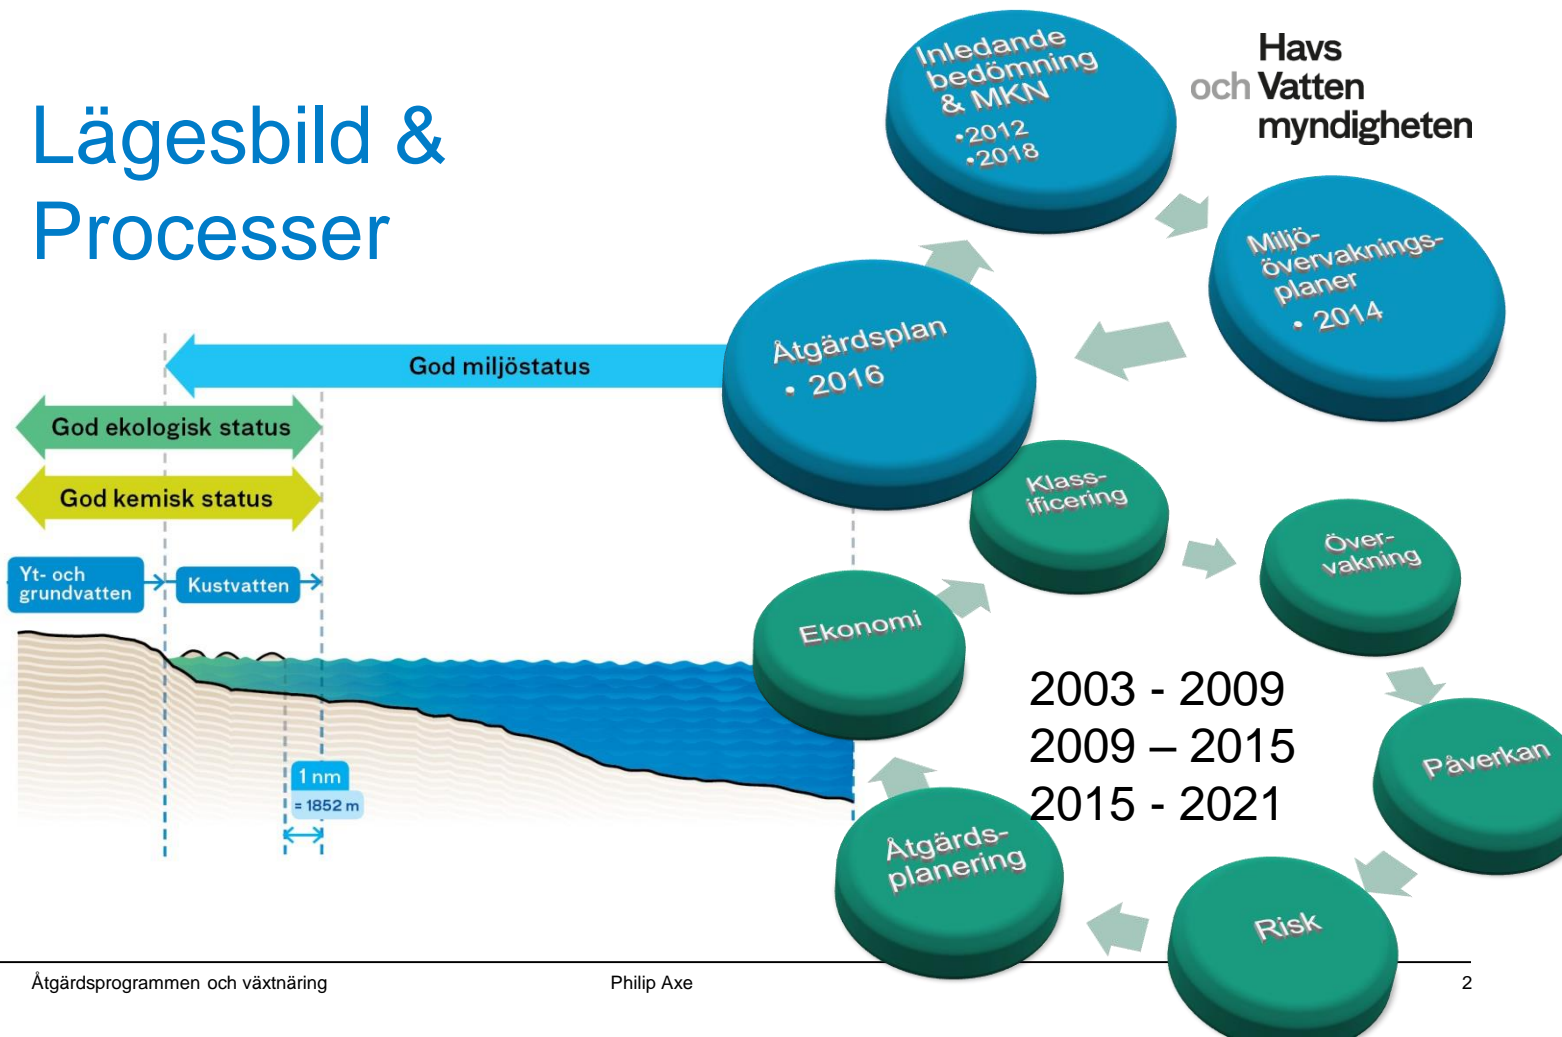 Lägesbild &
Processer
Havs
och Vatten
myndigheten
Inledande
bedömning
& MKN
•2012
•2018
Miljö-
övervaknings-
planer
• 2014
Åtgärdsplan
• 2016
God miljöstatus
God ekologisk status
God kemisk status
Yt- och
grundvatten
Kustvatten
1 nm
= 1852 m
Klass-
ificering
Över-
vakning
Påverkan
Risk
Åtgärds-
planering
Ekonomi
2003 - 2009
2009 – 2015
2015 - 2021
Åtgärdsprogrammen och växtnäring
Philip Axe
2